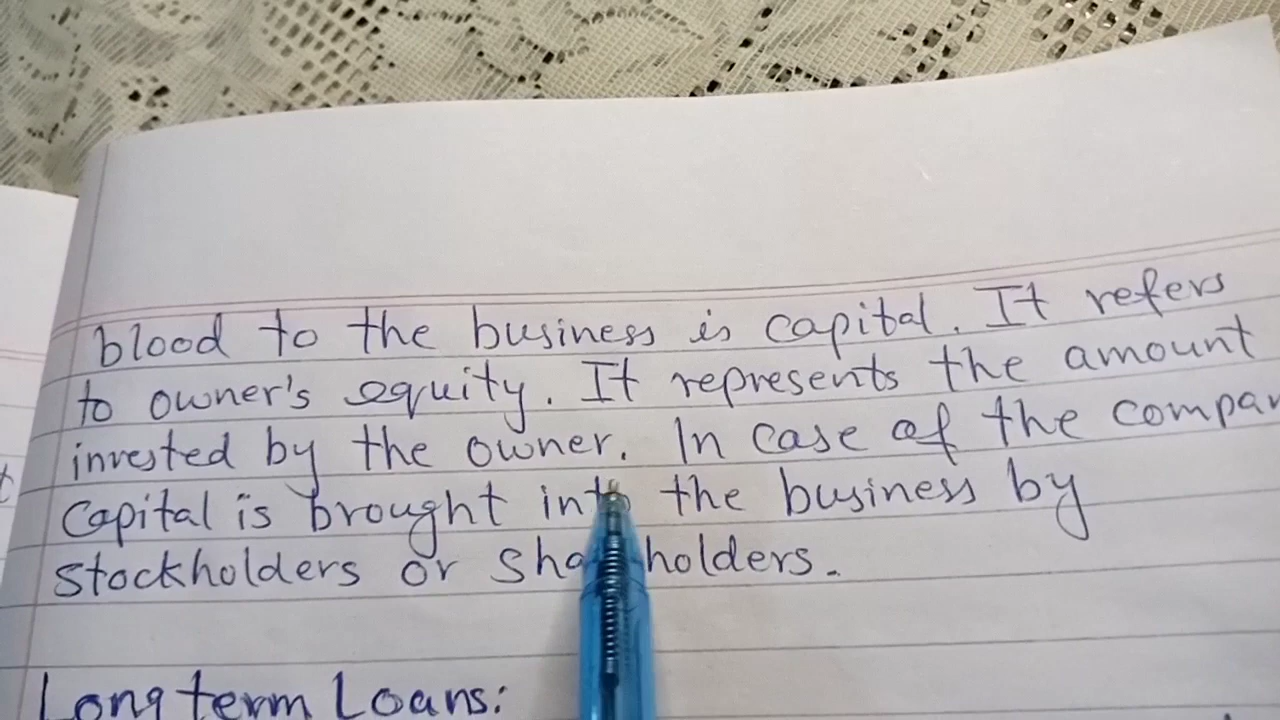 blood to the business is capital. It refers
to owner's equity. It represents the amount
invested by the owner. In case of the compan
Capital is brought into the business by
Stockholders or Shareholders.
Long term Loans: